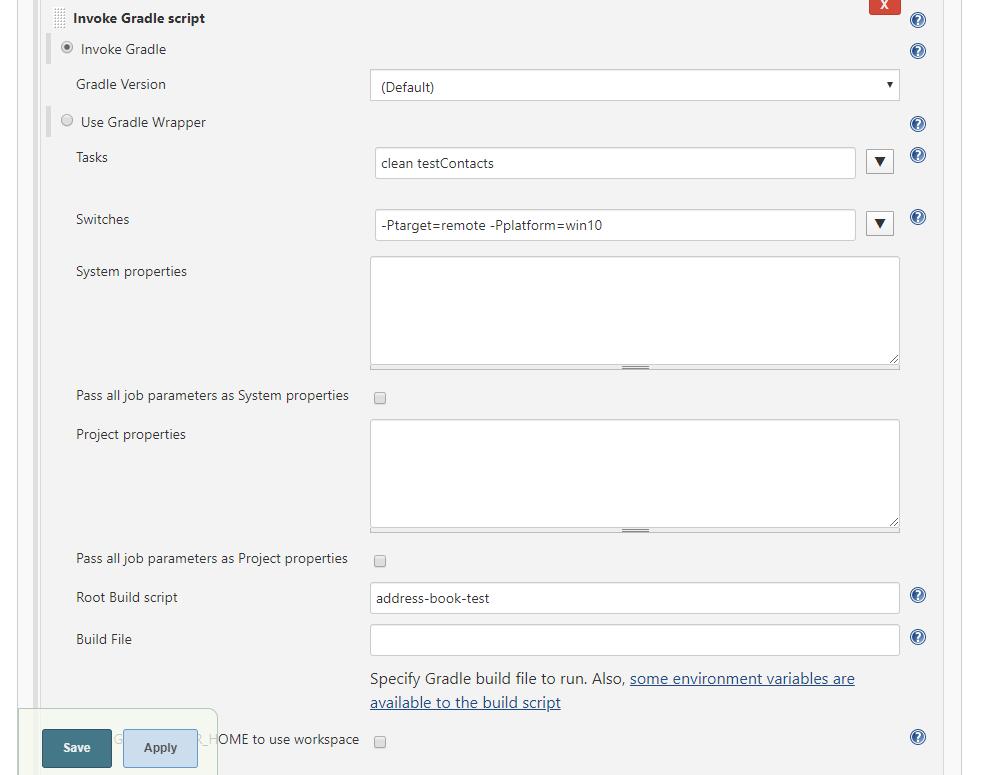 Invoke Gradle script
X
Invoke Gradle
Gradle Version
(Default)
Use Gradle Wrapper
Tasks
clean testContacts
Switches
-Ptarget=remote -Pplatform=win10
System properties
Pass all job parameters as System properties
Project properties
Pass all job parameters as Project properties
Root Build script
address-book-test
Build File
Specify Gradle build file to run. Also, some environment variables are
available to the build script
to use workspace
Save
Apply